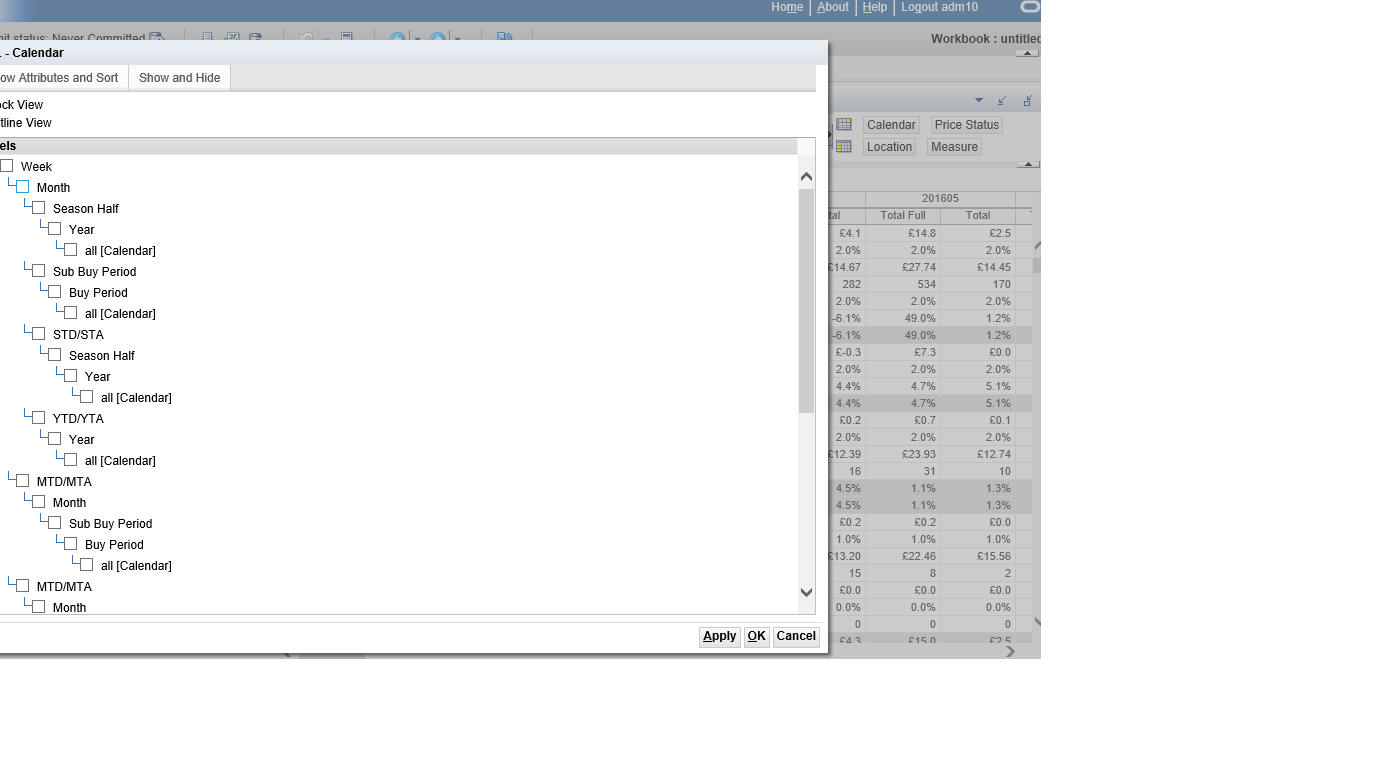 Home About Help Logout adm10
status: Never Committed
Workbook :
- Calendar
Attributes and Sort Show and Hide
View
View
Week
Month
Season Half
Year
all [Calendar]
Sub Buy Period
Buy Period
all [Calendar]
STD/STA
Season Half
Year
all [Calendar]
YTD/YTA
Year
all [Calendar]
MTD/MTA
Month
Sub Buy Period
Buy Period
all [Calendar]
MTD/MTA
Month
Apply OK Cancel
Calendar Price Status
Location Measure
201605
Total Full Total
£4.1 £14.8 £2.5
2.0% 2.0% 2.0%
£14.67 £27.74 £14.45
282 534 170
2.0% 2.0% 2.0%
-6.1% 49.0% 1.2%
-6.1% 49.0% 1.2%
£-0.3 £7.3 £0.0
2.0% 2.0% 2.0%
4.4% 4.7% 5.1%
4.4% 4.7% 5.1%
£0.2 £0.7 £0.1
2.0% 2.0% 2.0%
£12.39 £23.93 £12.74
16 31 10
4.5% 1.1% 1.3%
4.5% 1.1% 1.3%
£0.2 £0.2 £0.0
1.0% 1.0% 1.0%
£13.20 £22.46 £15.56
15 8 2
£0.0 £0.0 £0.0
0.0% 0.0% 0.0%
0 0 0
£4.3 £15.0 £2.5